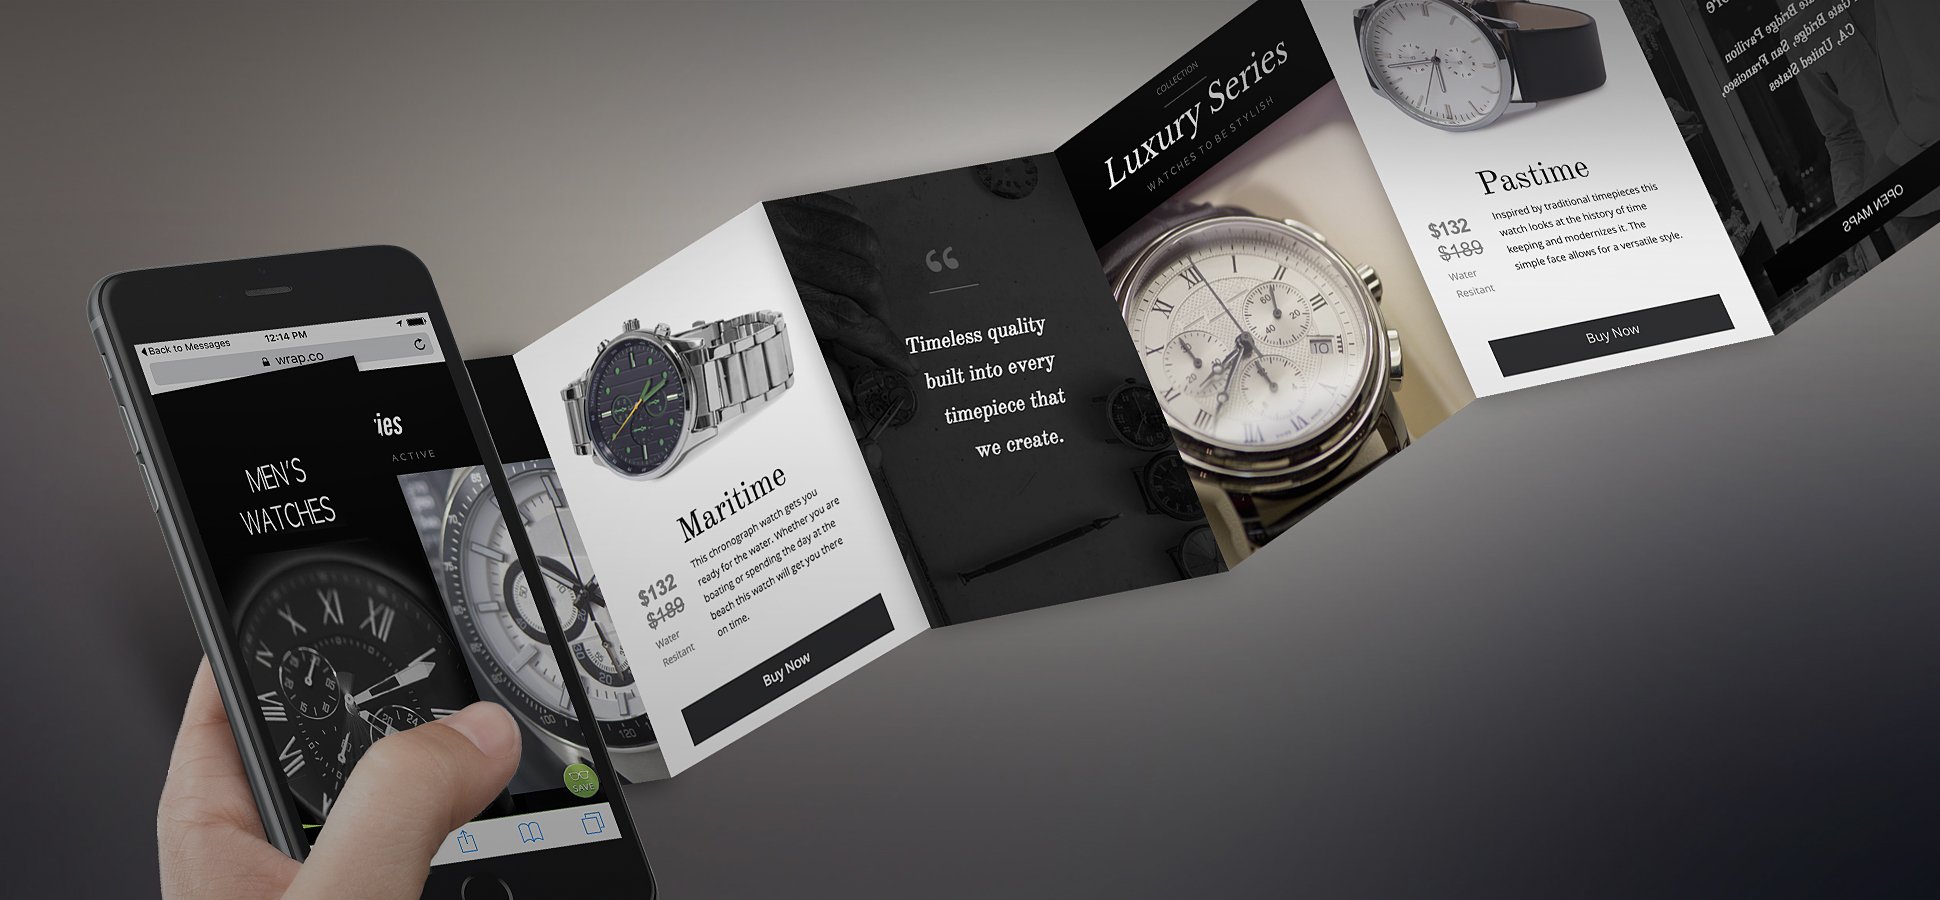 Back to Messages
12:14 PM
wrap.co
ies
ACTIVE
MEN'S
WATCHES
SAVE
Maritime
This chronograph watch gets you
ready for the water. Whether you are
boating or spending the day at the
beach this watch will get you there
on time.
$132
$189
Water
Resitant
Buy Now
“
Timeless quality
built into every
timepiece that
we create.
COLLECTION
Luxury Series
WATCHES TO BE STYLISH
Pastime
Inspired by traditional timepieces this
watch looks at the history of time
keeping and modernizes it. The
simple face allows for a versatile style.
$132
$189
Water
Resitant
Buy Now
Gate Bridge Pavilion
Gate Bridge, San Francisco,
CA, United States
OPEN MAPS